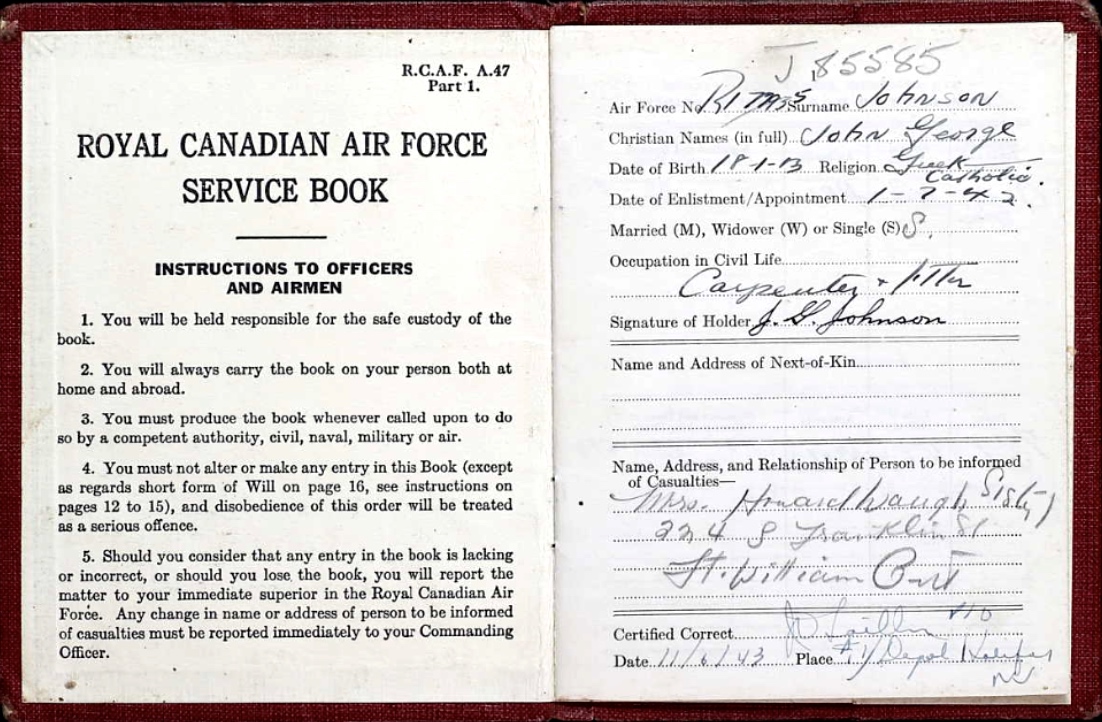 R.C.A.F. A.47
Part 1.
ROYAL CANADIAN AIR FORCE
SERVICE BOOK
INSTRUCTIONS TO OFFICERS
AND AIRMEN
1. You will be held responsible for the safe custody of the
book.
2. You will always carry the book on your person both at
home and abroad.
3. You must produce the book whenever called upon to do
so by a competent authority, civil, naval, military or air.
4. You must not alter or make any entry in this Book (except
as regards short form of Will on page 16, see instructions on
pages 12 to 15), and disobedience of this order will be treated
as a serious offence.
5. Should you consider that any entry in the book is lacking
or incorrect, or should you lose the book, you will report the
matter to your immediate superior in the Royal Canadian Air
Force. Any change in name or address of person to be informed
of casualties must be reported immediately to your Commanding
Officer.
J85585
1
Air Force No. Surname Johnson
Christian Names (in full) John George
Date of Birth 18-1-13 Religion Greek
Catholic.
Date of Enlistment/Appointment 1-7-42.
Married (M), Widower (W) or Single (S) S.
Occupation in Civil Life
Carpenter + fitter
Signature of Holder J. G. Johnson
Name and Address of Next-of-Kin
Name, Address, and Relationship of Person to be informed
of Casualties—
Mrs. Howard Waugh (Sister)
224 S Franklin St
Ft. William Ont
Certified Correct
Date 11/6/43 Place #1 Depot Halifax
NS